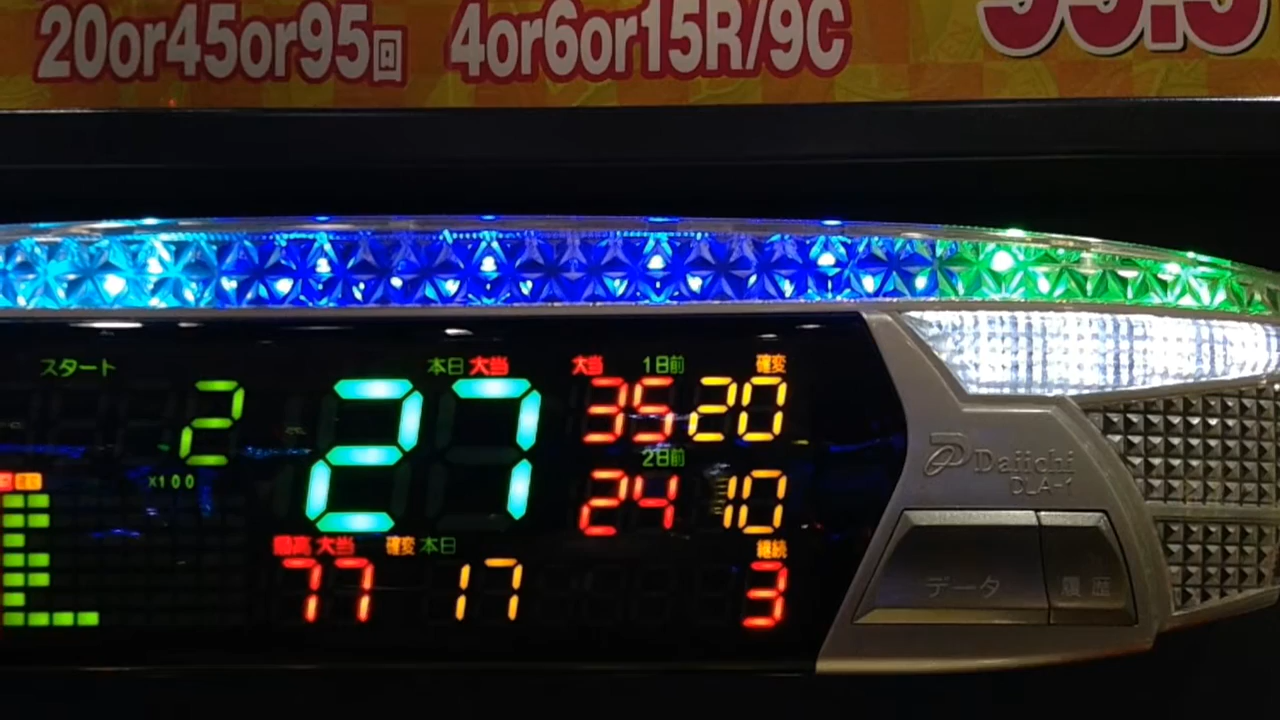 20or45or95回 4or6or15R/9C
スタート 2
×100
本日 大当
27
大当 1日前 確変
35 20
2日前
24 10
最高 大当 確変 本日 継続
77 17 3
Daiichi
DLA-1
データ 履歴